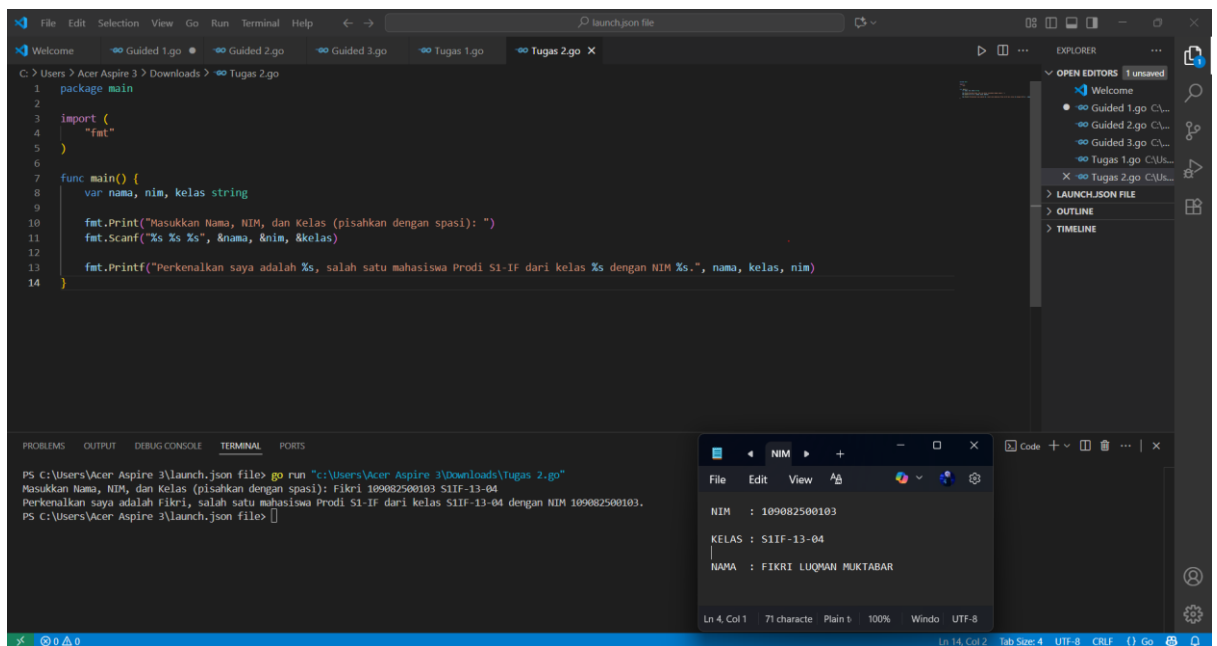 File Edit Selection View Go Run Terminal Help ← → launch.json file
Welcome Guided 1.go Guided 2.go Guided 3.go Tugas 1.go Tugas 2.go
C: > Users > Acer Aspire 3 > Downloads > Tugas 2.go
1 package main
2
3 import (
4 "fmt"
5 )
6
7 func main() {
8 var nama, nim, kelas string
9
10 fmt.Print("Masukkan Nama, NIM, dan Kelas (pisahkan dengan spasi): ")
11 fmt.Scanf("%s %s %s", &nama, &nim, &kelas)
12
13 fmt.Printf("Perkenalkan saya adalah %s, salah satu mahasiswa Prodi S1-IF dari kelas %s dengan NIM %s.", nama, kelas, nim)
14 }
EXPLORER
OPEN EDITORS 1 unsaved
Welcome
Guided 1.go C:\...
Guided 2.go C:\...
Guided 3.go C:\...
Tugas 1.go C:\Us...
Tugas 2.go C:\Us...
LAUNCH.JSON FILE
OUTLINE
TIMELINE
1
PROBLEMS OUTPUT DEBUG CONSOLE TERMINAL PORTS
Code
PS C:\Users\Acer Aspire 3\launch.json file> go run "c:\Users\Acer Aspire 3\Downloads\Tugas 2.go"
Masukkan Nama, NIM, dan Kelas (pisahkan dengan spasi): Fikri 109082500103 S1IF-13-04
Perkenalkan saya adalah Fikri, salah satu mahasiswa Prodi S1-IF dari kelas S1IF-13-04 dengan NIM 109082500103.
PS C:\Users\Acer Aspire 3\launch.json file>
NIM
File Edit View
NIM : 109082500103
KELAS : S1IF-13-04
NAMA : FIKRI LUQMAN MUKTABAR
Ln 4, Col 1 71 characte Plain t 100% Windo UTF-8
0 0 Ln 14, Col 2 Tab Size: 4 UTF-8 CRLF {} Go